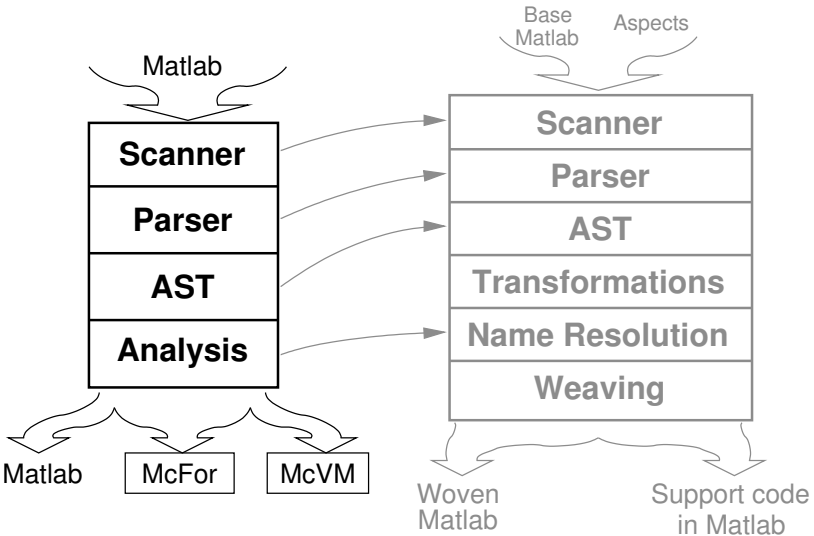 Matlab
Scanner
Parser
AST
Analysis
Matlab
McFor
McVM
Base
Matlab
Aspects
Scanner
Parser
AST
Transformations
Name Resolution
Weaving
Woven
Matlab
Support code
in Matlab